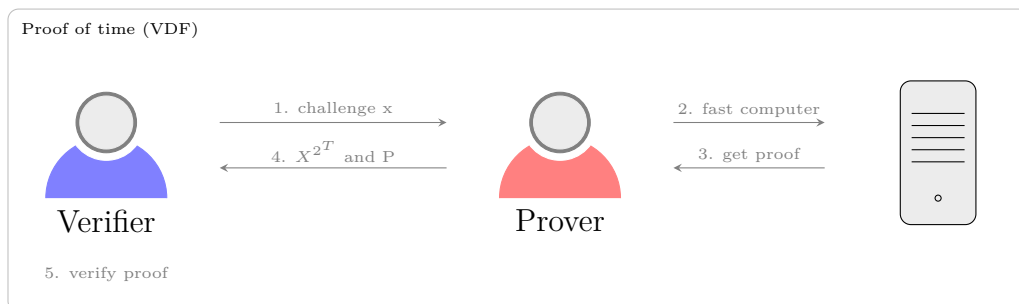 Proof of time (VDF)
1. challenge x
2. fast computer
4. $X^{2^T}$ and P
3. get proof
Verifier
Prover
5. verify proof